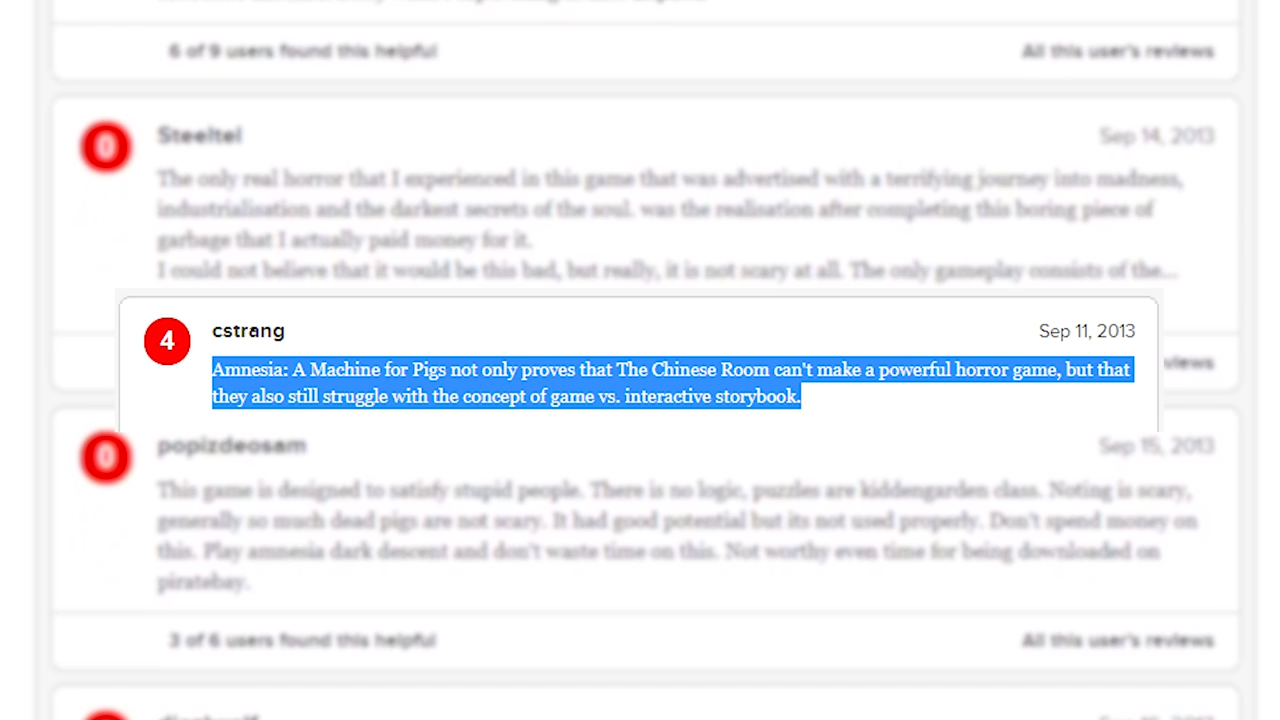 6 of 9 users found this helpful
All this user's reviews
0
Steeltel
Sep 14, 2013
The only real horror that I experienced in this game that was advertised with a terrifying journey into madness,
industrialisation and the darkest secrets of the soul. was the realisation after completing this boring piece of
garbage that I actually paid money for it.
I could not believe that it would be this bad, but really, it is not scary at all. The only gameplay consists of the...
4
cstrang
Sep 11, 2013
Amnesia: A Machine for Pigs not only proves that The Chinese Room can't make a powerful horror game, but that
they also still struggle with the concept of game vs. interactive storybook.
0
popizdeosam
Sep 15, 2013
This game is designed to satisfy stupid people. There is no logic, puzzles are kiddengarden class. Noting is scary,
generally so much dead pigs are not scary. It had good potential but its not used properly. Don't spend money on
this. Play amnesia dark descent and don't waste time on this. Not worthy even time for being downloaded on
piratebay.
3 of 6 users found this helpful
All this user's reviews